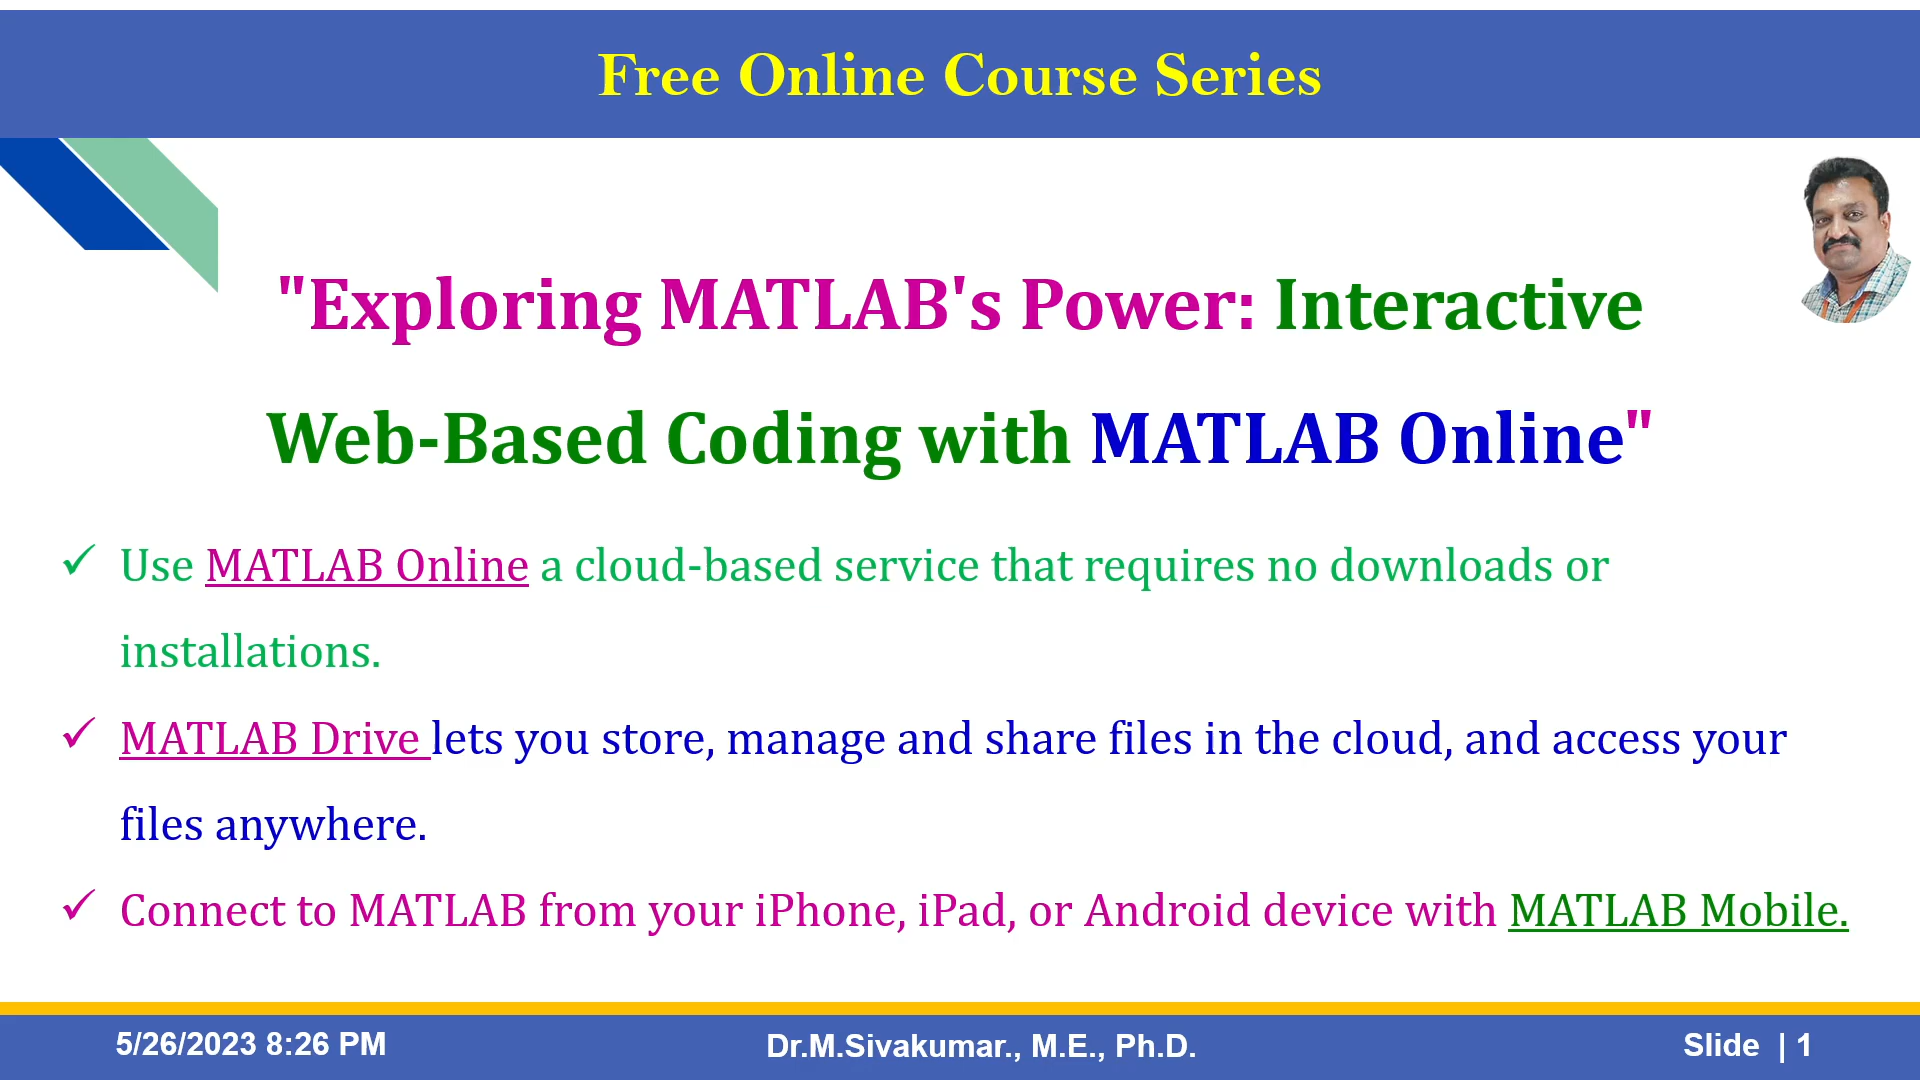 Free Online Course Series
"Exploring MATLAB's Power: Interactive
Web-Based Coding with MATLAB Online"
✓ Use MATLAB Online a cloud-based service that requires no downloads or
installations.
✓ MATLAB Drive lets you store, manage and share files in the cloud, and access your
files anywhere.
✓ Connect to MATLAB from your iPhone, iPad, or Android device with MATLAB Mobile.
5/26/2023 8:26 PM
Dr.M.Sivakumar., M.E., Ph.D.
Slide | 1